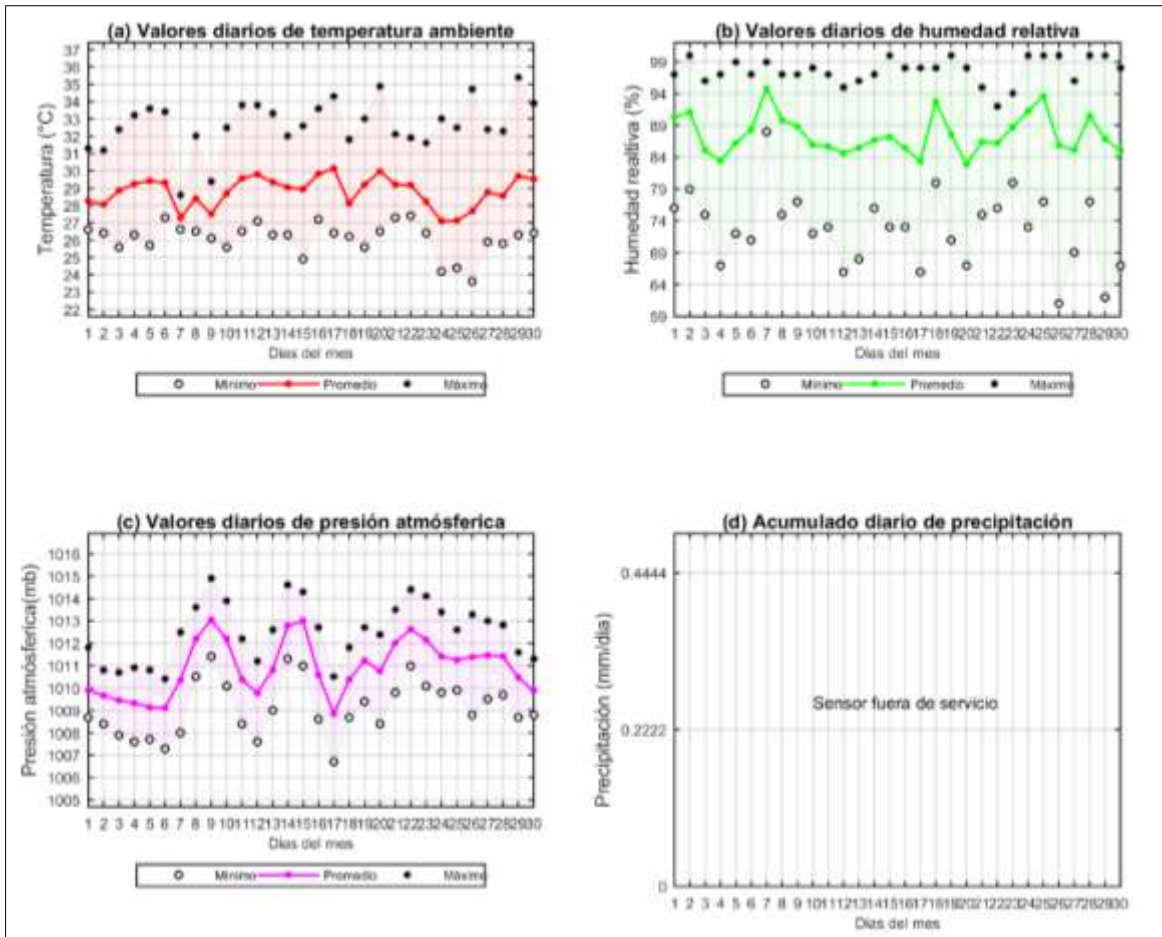 (a) Valores diarios de temperatura ambiente
37
36
35
34
33
32
31
30
29
28
27
26
25
24
23
22
Temperatura (°C)
1 2 3 4 5 6 7 8 9 10 11 12 13 14 15 16 17 18 19 20 21 22 23 24 25 26 27 28 29 30
Dias del mes
Mínimo Promedio Máximo
(b) Valores diarios de humedad relativa
99
94
89
84
79
74
69
64
59
Humedad realtiva (%)
1 2 3 4 5 6 7 8 9 10 11 12 13 14 15 16 17 18 19 20 21 22 23 24 25 26 27 28 29 30
Dias del mes
Mínimo Promedio Máximo
(c) Valores diarios de presión atmósferica
1016
1015
1014
1013
1012
1011
1010
1009
1008
1007
1006
1005
Presión atmósferica(mb)
1 2 3 4 5 6 7 8 9 10 11 12 13 14 15 16 17 18 19 20 21 22 23 24 25 26 27 28 29 30
Dias del mes
Mínimo Promedio Máximo
(d) Acumulado diario de precipitación
0.4444
0.2222
0
Precipitación (mm/dia)
Sensor fuera de servicio
1 2 3 4 5 6 7 8 9 10 11 12 13 14 15 16 17 18 19 20 21 22 23 24 25 26 27 28 29 30
Dias del mes